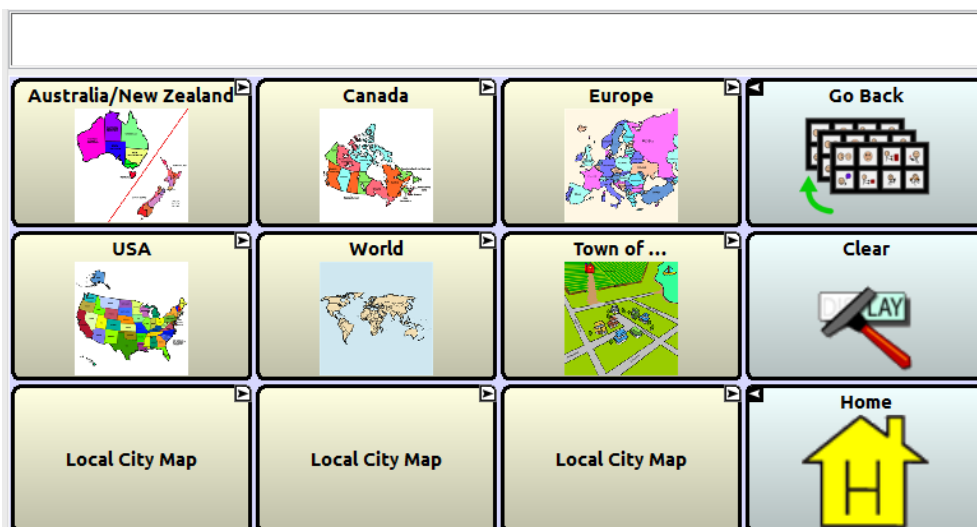 Australia/New Zealand
Canada
Europe
Go Back
USA
World
Town of ...
Clear
LAY
Local City Map
Local City Map
Local City Map
Home
H